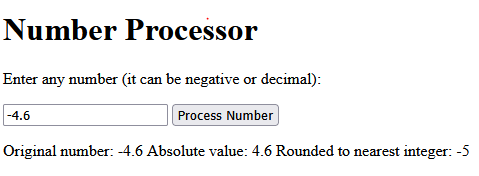 Number Processor
Enter any number (it can be negative or decimal):
-4.6 Process Number
Original number: -4.6 Absolute value: 4.6 Rounded to nearest integer: -5